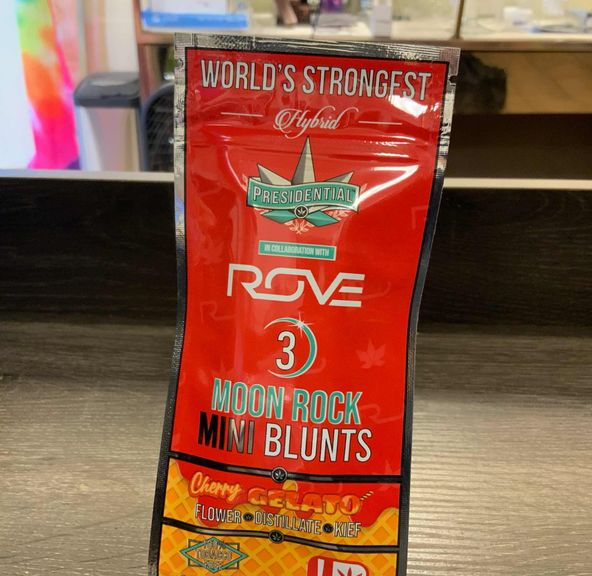 WORLD'S STRONGEST
Hybrid
PRESIDENTIAL
IN COLLABORATION WITH
ROVE
3
MOON ROCK
MINI BLUNTS
Cherry
GELATO
FLOWER • DISTILLATE • KIEF